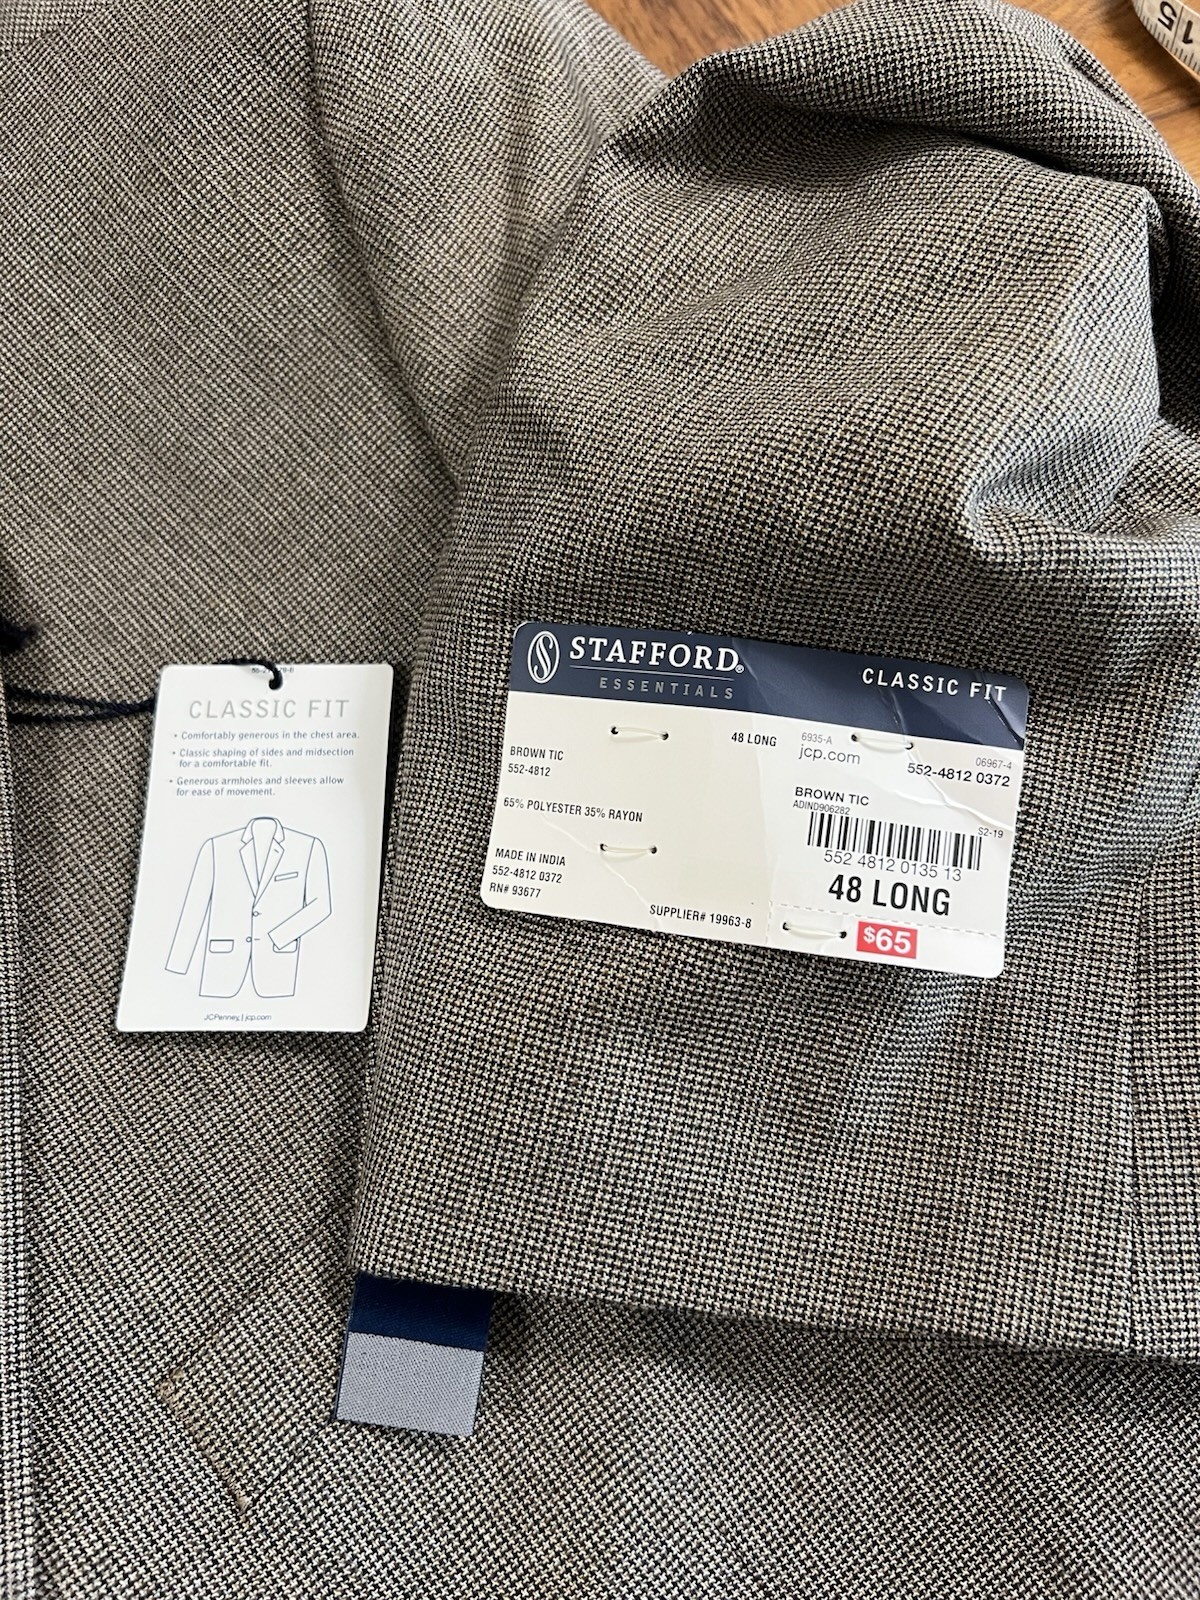 15
CLASSIC FIT
• Comfortably generous in the chest area.
• Classic shaping of sides and midsection
for a comfortable fit.
• Generous armholes and sleeves allow
for ease of movement.
JCPenney | jcp.com
STAFFORD®
ESSENTIALS
CLASSIC FIT
48 LONG
BROWN TIC
552-4812
65% POLYESTER 35% RAYON
MADE IN INDIA
552-4812 0372
RN# 93677
SUPPLIER# 19963-8
6935-A
jcp.com
06967-4
552-4812 0372
BROWN TIC
ADIND906282
S2-19
552 4812 0135 13
48 LONG
$65